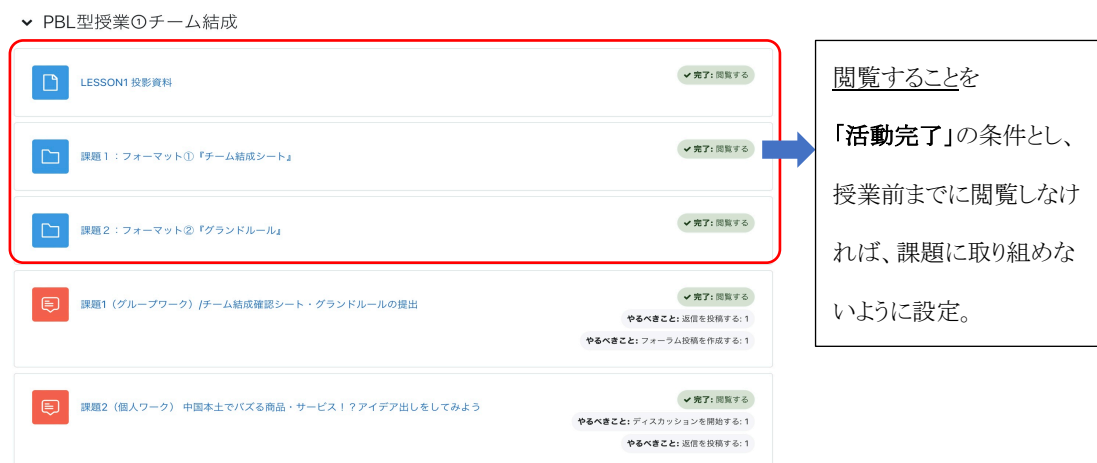 PBL型授業①チーム結成
LESSON1 投影資料
完了: 閲覧する
課題１：フォーマット①『チーム結成シート』
完了: 閲覧する
課題２：フォーマット②『グランドルール』
完了: 閲覧する
課題1（グループワーク）/チーム結成確認シート・グランドルールの提出
完了: 閲覧する
やるべきこと: 返信を投稿する: 1
やるべきこと: フォーラム投稿を作成する: 1
課題2（個人ワーク） 中国本土でバズる商品・サービス！？アイデア出しをしてみよう
完了: 閲覧する
やるべきこと: ディスカッションを開始する: 1
やるべきこと: 返信を投稿する: 1
閲覧することを
「活動完了」の条件とし、
授業前までに閲覧しなけ
れば、課題に取り組めな
いように設定。